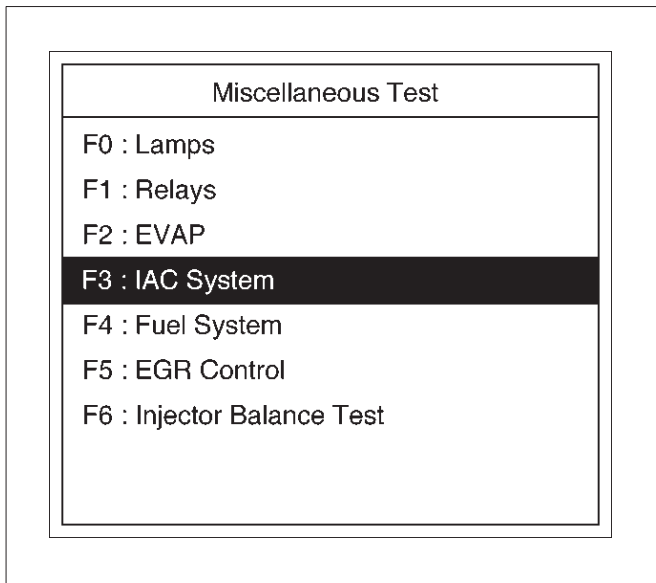 Miscellaneous Test
F0 : Lamps
F1 : Relays
F2 : EVAP
F3 : IAC System
F4 : Fuel System
F5 : EGR Control
F6 : Injector Balance Test